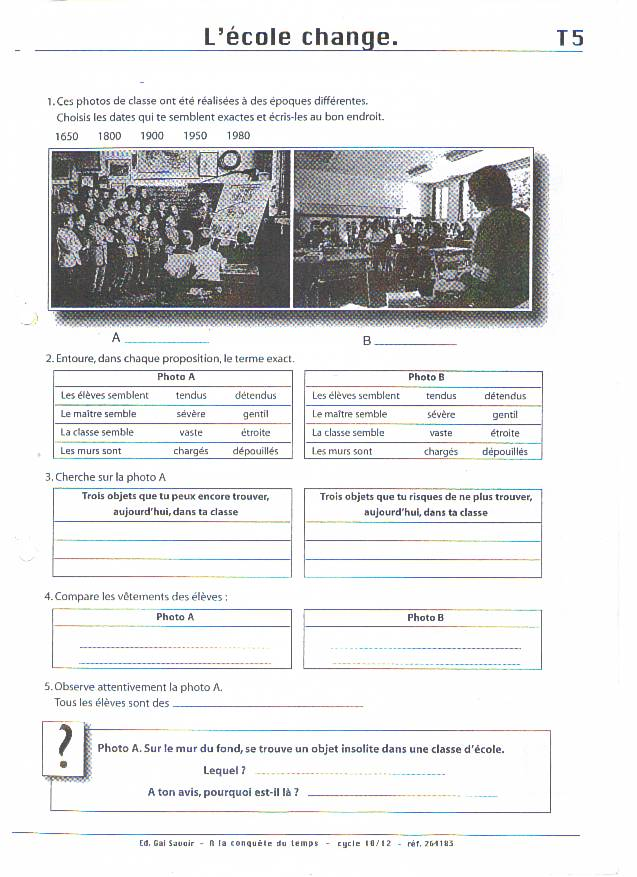 L'école change.
T5
1. Ces photos de classe ont été réalisées à des époques différentes.
Choisis les dates qui te semblent exactes et écris-les au bon endroit.
1650 1800 1900 1950 1980
A ____________ B ____________
2. Entoure, dans chaque proposition, le terme exact.
Photo A
Les élèves semblent tendus détendus
Le maître semble sévère gentil
La classe semble vaste étroite
Les murs sont chargés dépouillés
Photo B
Les élèves semblent tendus détendus
Le maître semble sévère gentil
La classe semble vaste étroite
Les murs sont chargés dépouillés
3. Cherche sur la photo A
Trois objets que tu peux encore trouver,
aujourd'hui, dans ta classe
Trois objets que tu risques de ne plus trouver,
aujourd'hui, dans ta classe
4. Compare les vêtements des élèves :
Photo A
Photo B
5. Observe attentivement la photo A.
Tous les élèves sont des ____________
?
Photo A. Sur le mur du fond, se trouve un objet insolite dans une classe d'école.
Lequel ? ____________
A ton avis, pourquoi est-il là ? ____________
Ed. Gai Savoir - A la conquête du temps - cycle 10/12 - réf. 264183